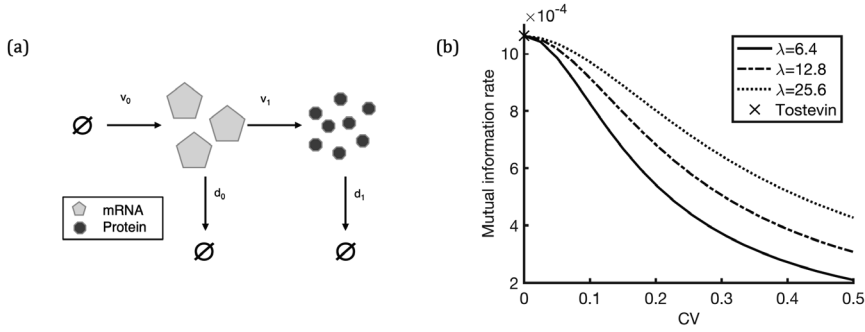 (a)
v₀
v₁
∅
d₀
d₁
mRNA
Protein
∅
∅
(b)
×10⁻⁴
10
8
6
4
2
Mutual information rate
λ=6.4
λ=12.8
λ=25.6
Tostevin
0
0.1
0.2
0.3
0.4
0.5
CV